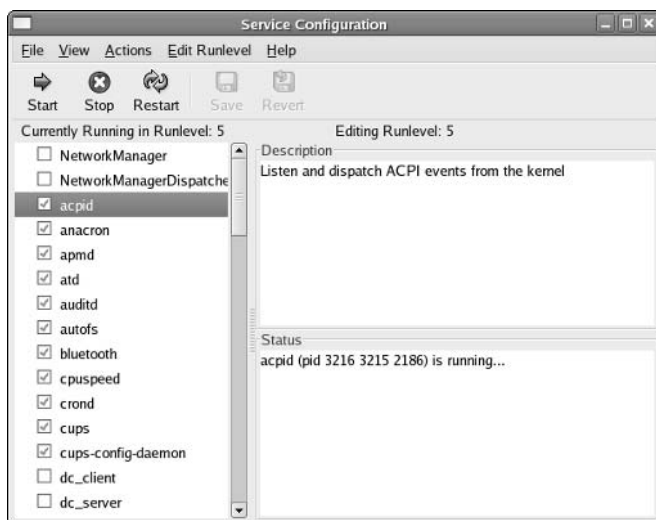 Service Configuration
File View Actions Edit Runlevel Help
Start Stop Restart Save Revert
Currently Running in Runlevel: 5 Editing Runlevel: 5
NetworkManager
NetworkManagerDispatche
acpid
anacron
apmd
atd
auditd
autofs
bluetooth
cpuspeed
crond
cups
cups-config-daemon
dc_client
dc_server
Description
Listen and dispatch ACPI events from the kernel
Status
acpid (pid 3216 3215 2186) is running...